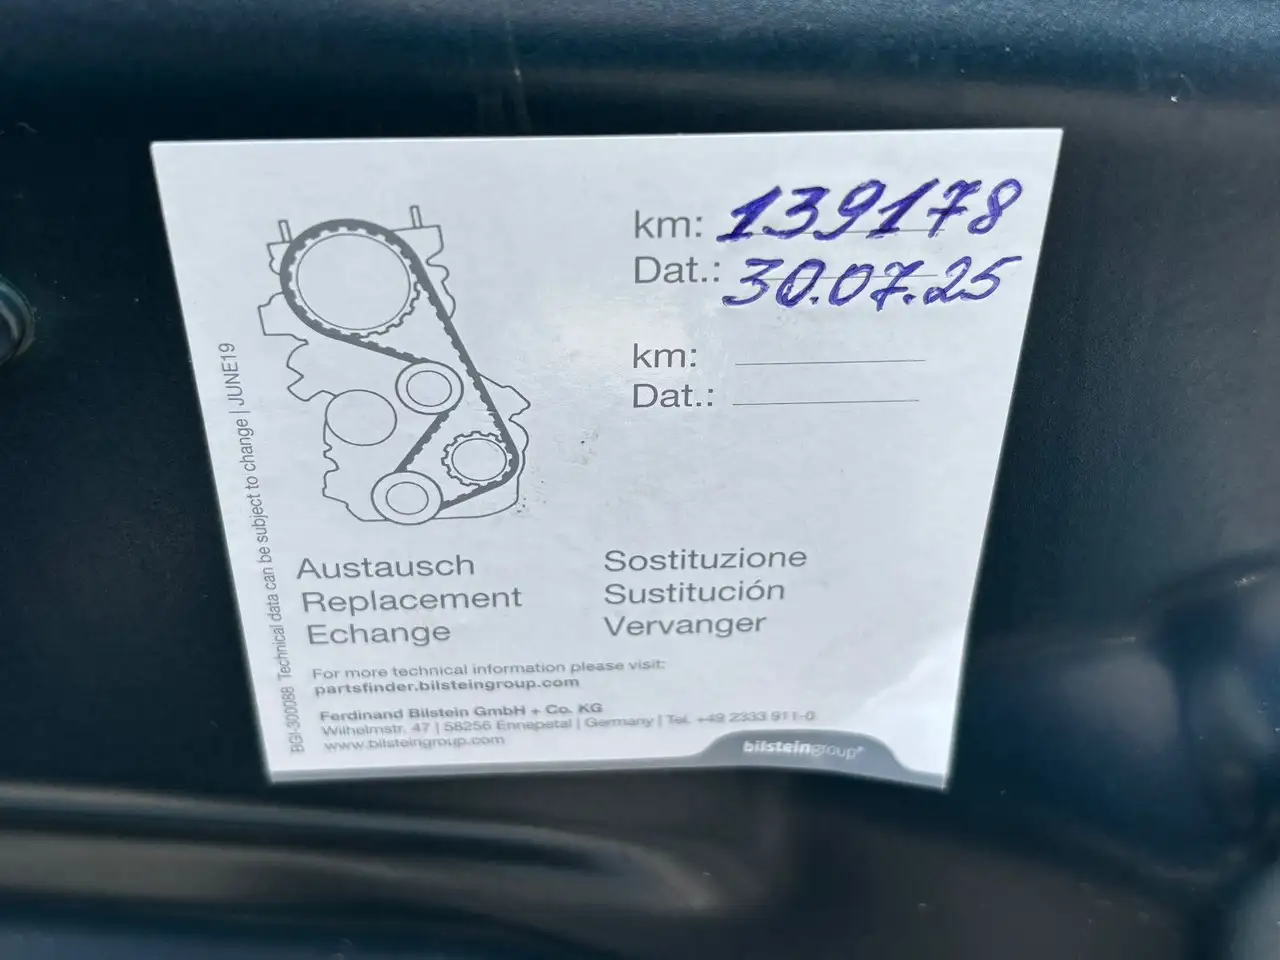 km: 139178
Dat.: 30.07.25
km:
Dat.:
Austausch
Replacement
Echange
Sostituzione
Sustitución
Vervanger
For more technical information please visit:
partsfinder.bilsteingroup.com
Ferdinand Bilstein GmbH + Co. KG
Wilhelmstr. 47 | 58256 Ennepetal | Germany | Tel. +49 2333 911-0
www.bilsteingroup.com
bilsteingroup®
BGI-300088 Technical data can be subject to change | JUNE19